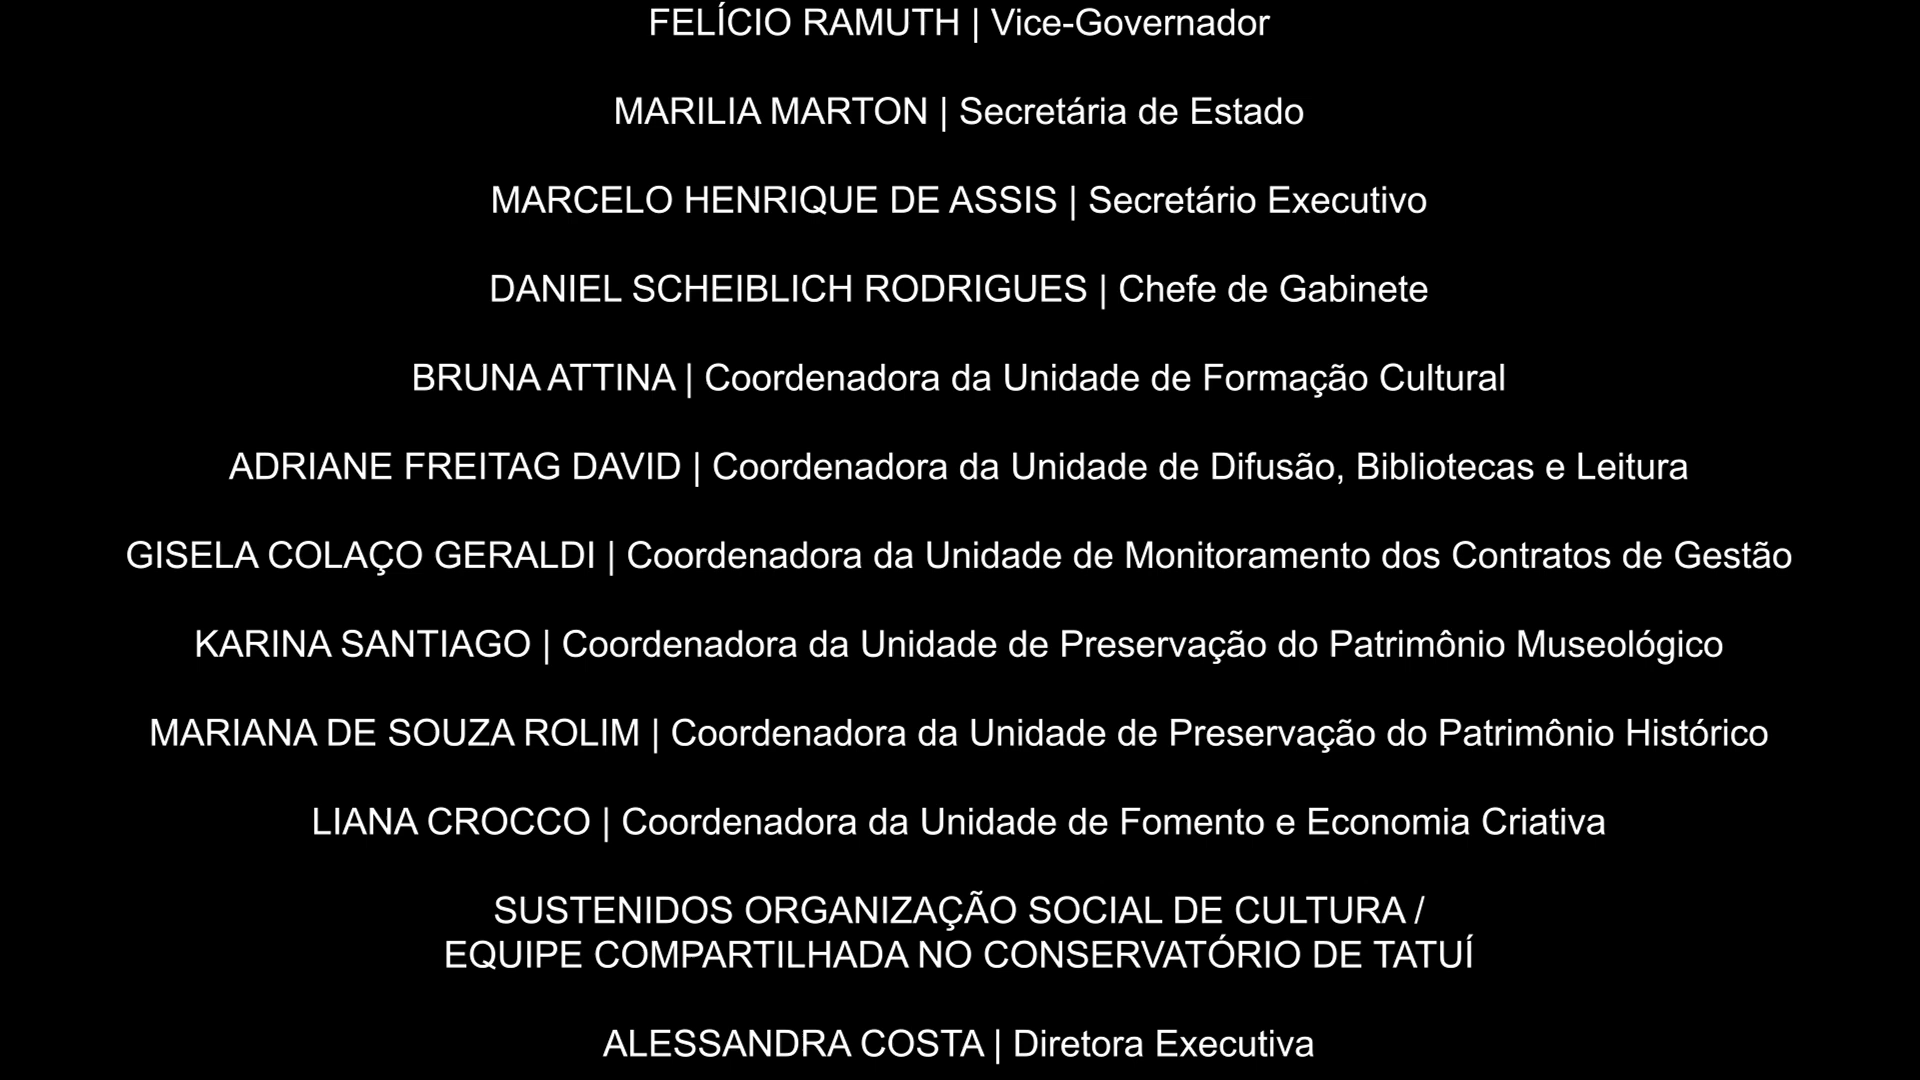 FELÍCIO RAMUTH | Vice-Governador
MARILIA MARTON | Secretária de Estado
MARCELO HENRIQUE DE ASSIS | Secretário Executivo
DANIEL SCHEIBLICH RODRIGUES | Chefe de Gabinete
BRUNA ATTINA | Coordenadora da Unidade de Formação Cultural
ADRIANE FREITAG DAVID | Coordenadora da Unidade de Difusão, Bibliotecas e Leitura
GISELA COLAÇO GERALDI | Coordenadora da Unidade de Monitoramento dos Contratos de Gestão
KARINA SANTIAGO | Coordenadora da Unidade de Preservação do Patrimônio Museológico
MARIANA DE SOUZA ROLIM | Coordenadora da Unidade de Preservação do Patrimônio Histórico
LIANA CROCCO | Coordenadora da Unidade de Fomento e Economia Criativa
SUSTENIDOS ORGANIZAÇÃO SOCIAL DE CULTURA /
EQUIPE COMPARTILHADA NO CONSERVATÓRIO DE TATUÍ
ALESSANDRA COSTA | Diretora Executiva